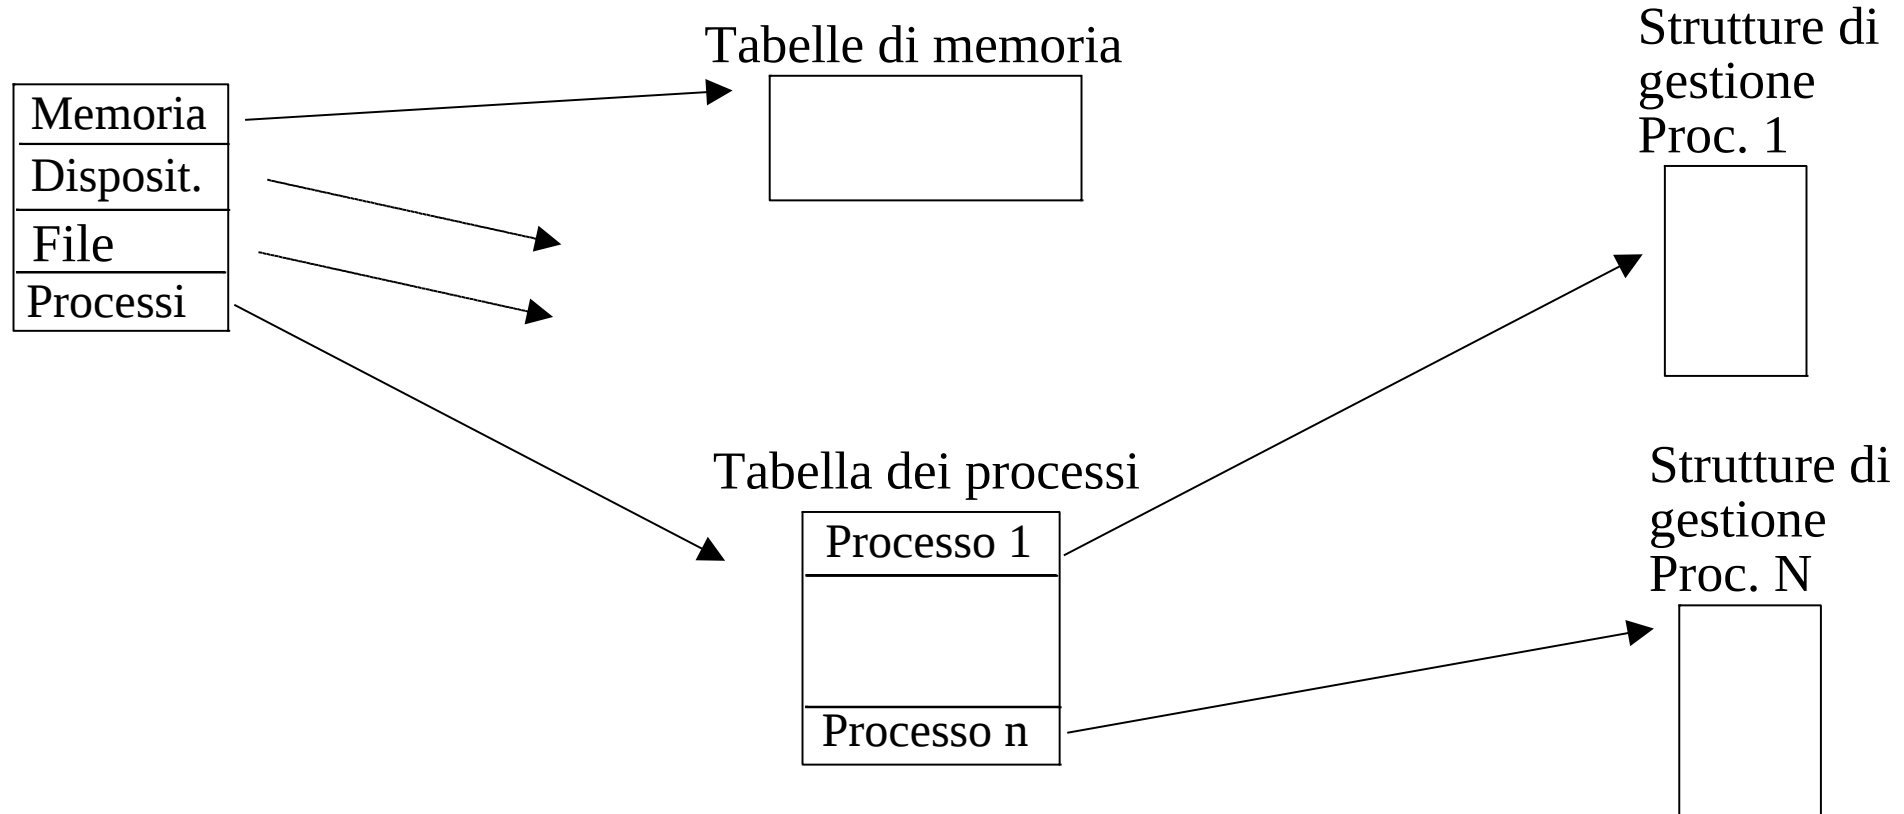 Memoria
Disposit.
File
Processi
Tabelle di memoria
Tabella dei processi
Processo 1
Processo n
Strutture di
gestione
Proc. 1
Strutture di
gestione
Proc. N